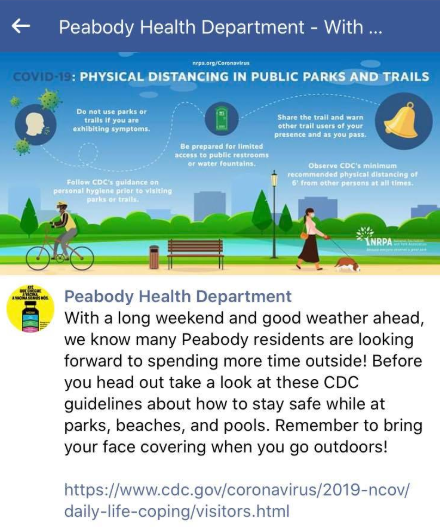 Peabody Health Department - With ...
nrpa.org/Coronavirus
COVID-19: PHYSICAL DISTANCING IN PUBLIC PARKS AND TRAILS
Do not use parks or
trails if you are
exhibiting symptoms.
Share the trail and warn
other trail users of your
presence and as you pass.
Be prepared for limited
access to public restrooms
or water fountains.
Follow CDC's guidance on
personal hygiene prior to visiting
parks or trails.
Observe CDC's minimum
recommended physical distancing of
6' from other persons at all times.
NRPA
Peabody Health Department
With a long weekend and good weather ahead,
we know many Peabody residents are looking
forward to spending more time outside! Before
you head out take a look at these CDC
guidelines about how to stay safe while at
parks, beaches, and pools. Remember to bring
your face covering when you go outdoors!
https://www.cdc.gov/coronavirus/2019-ncov/
daily-life-coping/visitors.html